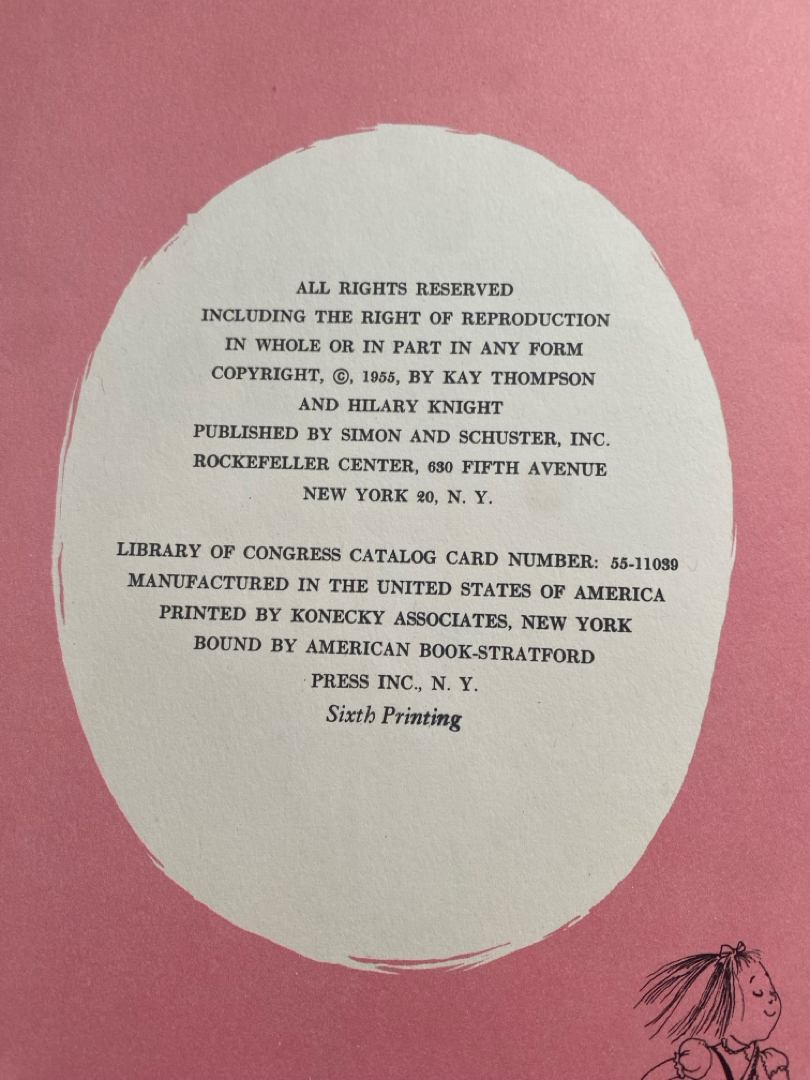 ALL RIGHTS RESERVED
INCLUDING THE RIGHT OF REPRODUCTION
IN WHOLE OR IN PART IN ANY FORM
COPYRIGHT, ©, 1955, BY KAY THOMPSON
AND HILARY KNIGHT
PUBLISHED BY SIMON AND SCHUSTER, INC.
ROCKEFELLER CENTER, 630 FIFTH AVENUE
NEW YORK 20, N. Y.
LIBRARY OF CONGRESS CATALOG CARD NUMBER: 55-11039
MANUFACTURED IN THE UNITED STATES OF AMERICA
PRINTED BY KONECKY ASSOCIATES, NEW YORK
BOUND BY AMERICAN BOOK-STRATFORD
PRESS INC., N. Y.
Sixth Printing